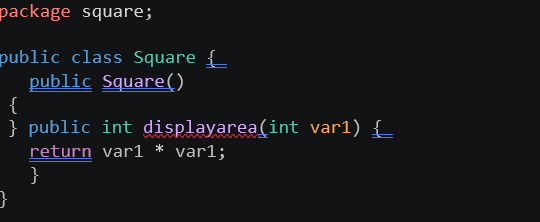 package square;
public class Square {
public Square()
{
} public int displayarea(int var1) {
return var1 * var1;
}
}